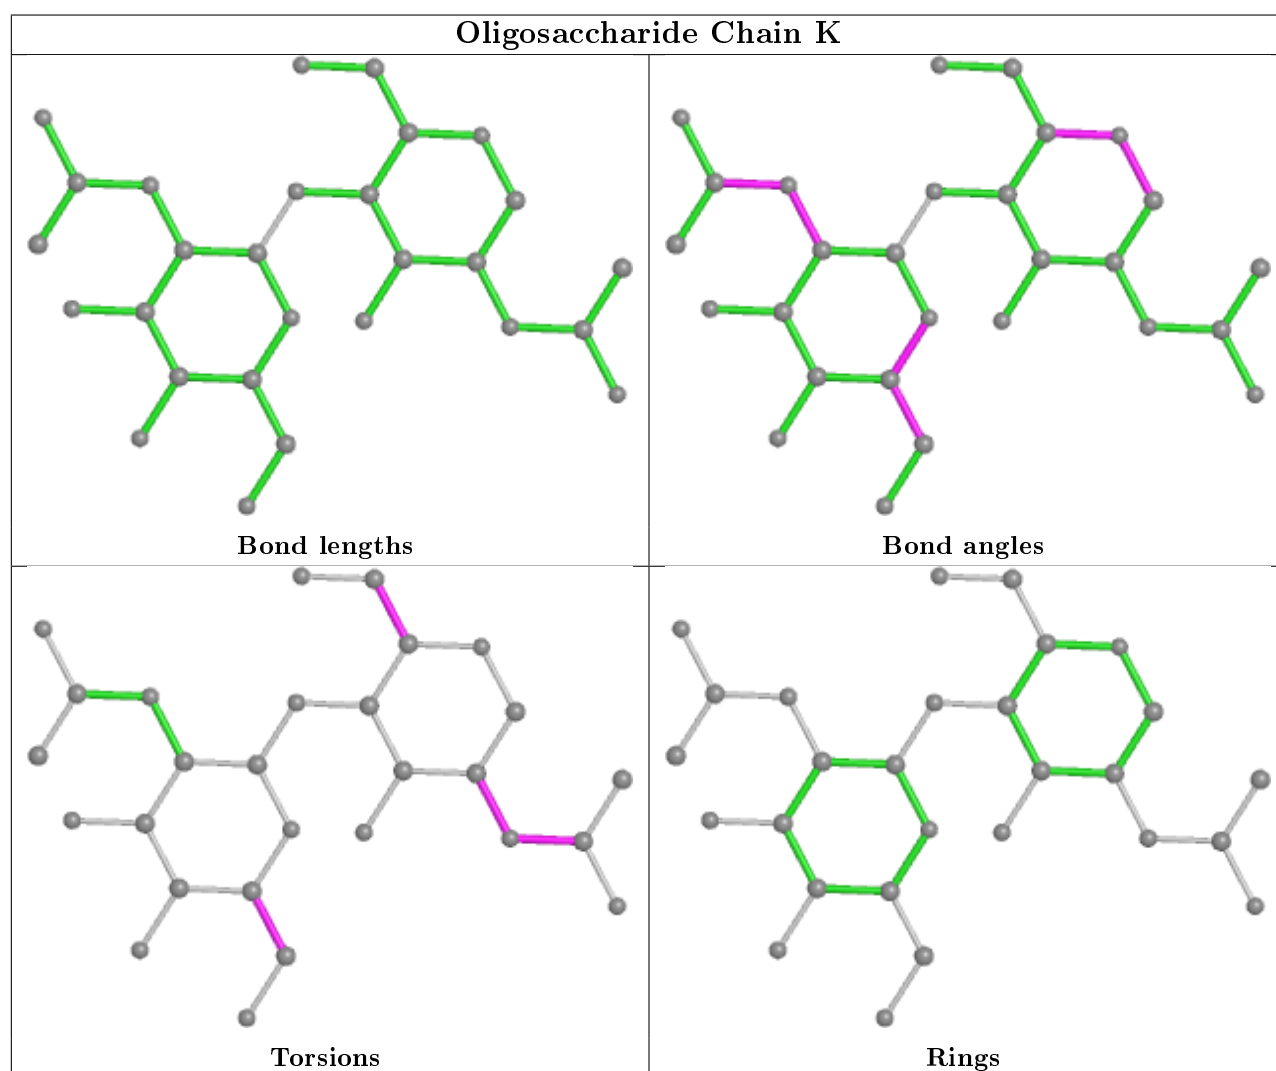 Oligosaccharide Chain K
Bond lengths
Bond angles
Torsions
Rings